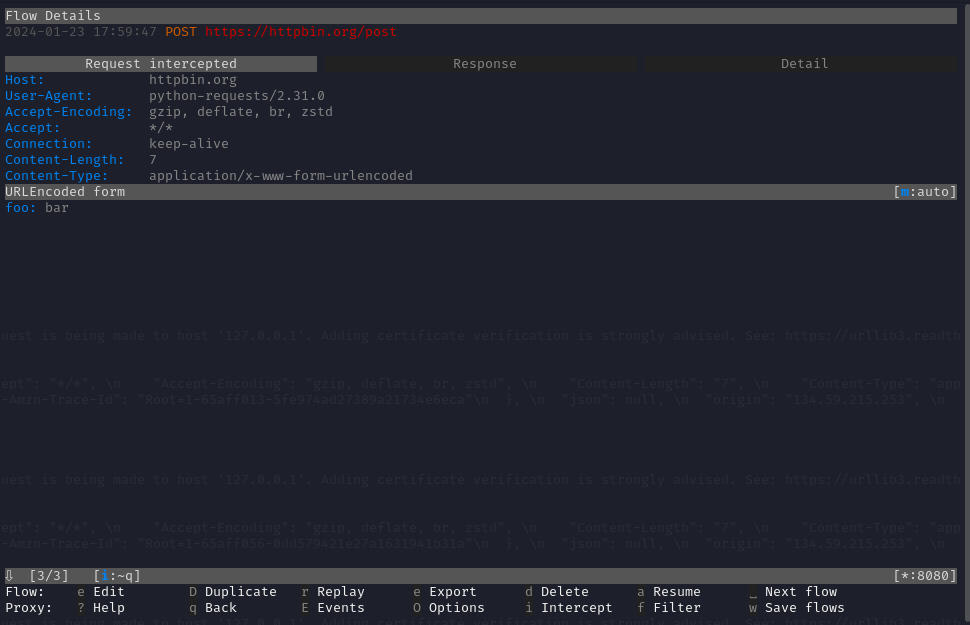 Flow Details
2024-01-23 17:59:47 POST https://httpbin.org/post
Request intercepted Response Detail
Host: httpbin.org
User-Agent: python-requests/2.31.0
Accept-Encoding: gzip, deflate, br, zstd
Accept: */*
Connection: keep-alive
Content-Length: 7
Content-Type: application/x-www-form-urlencoded
URLEncoded form [m:auto]
foo: bar
uest is being made to host '127.0.0.1'. Adding certificate verification is strongly advised. See: https://urllib3.readth
ept": "*/*", \n    "Accept-Encoding": "gzip, deflate, br, zstd", \n    "Content-Length": "7", \n    "Content-Type": "app
-Amzn-Trace-Id": "Root=1-65aff013-5fe974ad27389a21734e6eca"\n  }, \n  "json": null, \n  "origin": "134.59.215.253", \n
uest is being made to host '127.0.0.1'. Adding certificate verification is strongly advised. See: https://urllib3.readth
ept": "*/*", \n    "Accept-Encoding": "gzip, deflate, br, zstd", \n    "Content-Length": "7", \n    "Content-Type": "app
-Amzn-Trace-Id": "Root=1-65aff056-0dd579421e27a1631941b31a"\n  }, \n  "json": null, \n  "origin": "134.59.215.253", \n
⇩ [3/3] [i:~q] [*:8080]
Flow: e Edit D Duplicate r Replay e Export d Delete a Resume ␣ Next flow
Proxy: ? Help q Back E Events O Options i Intercept f Filter w Save flows